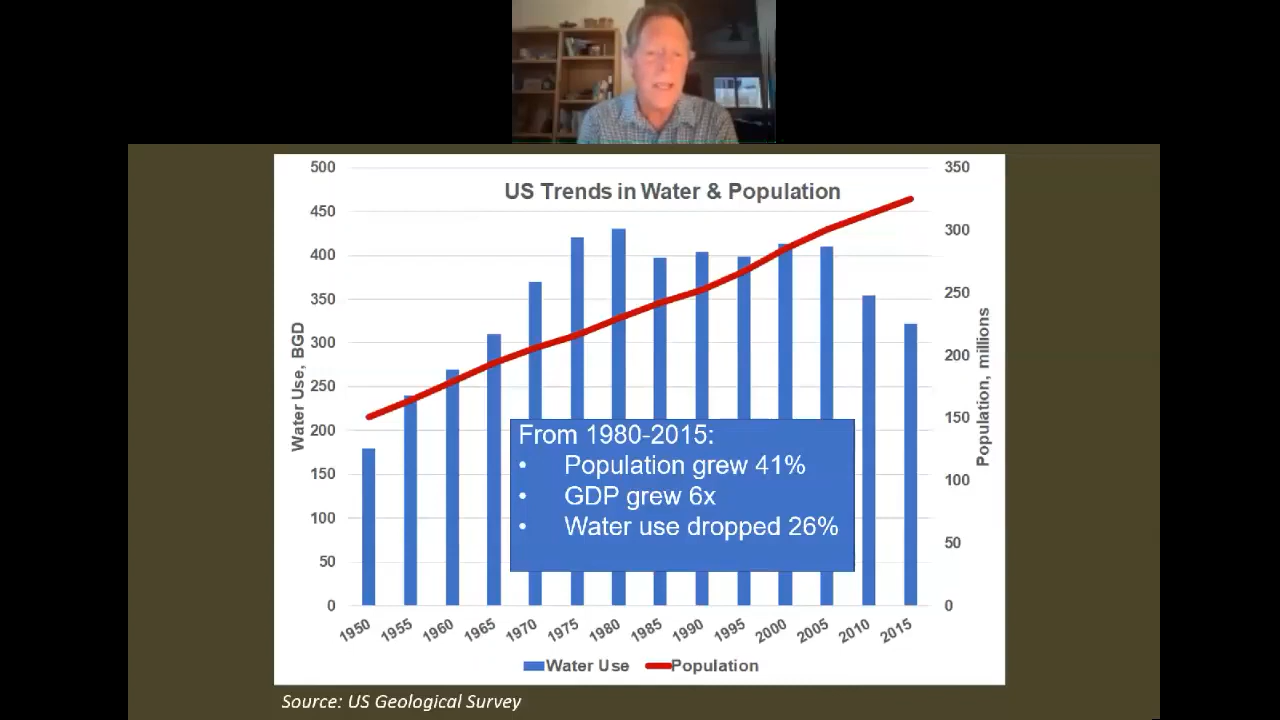 US Trends in Water & Population
500
450
400
350
300
250
200
150
100
50
0
Water Use, BGD
350
300
250
200
150
100
50
0
Population, millions
From 1980-2015:
• Population grew 41%
• GDP grew 6x
• Water use dropped 26%
1950 1955 1960 1965 1970 1975 1980 1985 1990 1995 2000 2005 2010 2015
Water Use Population
Source: US Geological Survey